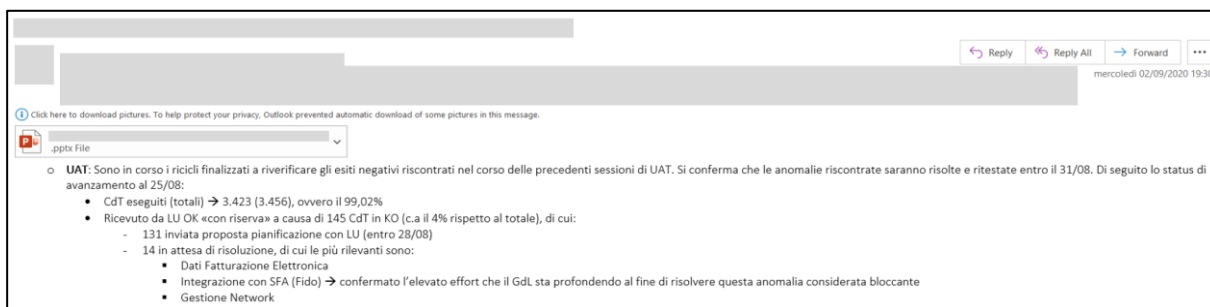 Reply
Reply All
Forward
mercoledì 02/09/2020 19:30
Click here to download pictures. To help protect your privacy, Outlook prevented automatic download of some pictures in this message.
.pptx File
o UAT: Sono in corso i ricicli finalizzati a riverificare gli esiti negativi riscontrati nel corso delle precedenti sessioni di UAT. Si conferma che le anomalie riscontrate saranno risolte e ritestate entro il 31/08. Di seguito lo status di
avanzamento al 25/08:
• CdT eseguiti (totali) → 3.423 (3.456), ovvero il 99,02%
• Ricevuto da LU OK «con riserva» a causa di 145 CdT in KO (c.a il 4% rispetto al totale), di cui:
- 131 inviata proposta pianificazione con LU (entro 28/08)
- 14 in attesa di risoluzione, di cui le più rilevanti sono:
▪ Dati Fatturazione Elettronica
▪ Integrazione con SFA (Fido) → confermato l'elevato effort che il GdL sta profondendo al fine di risolvere questa anomalia considerata bloccante
▪ Gestione Network